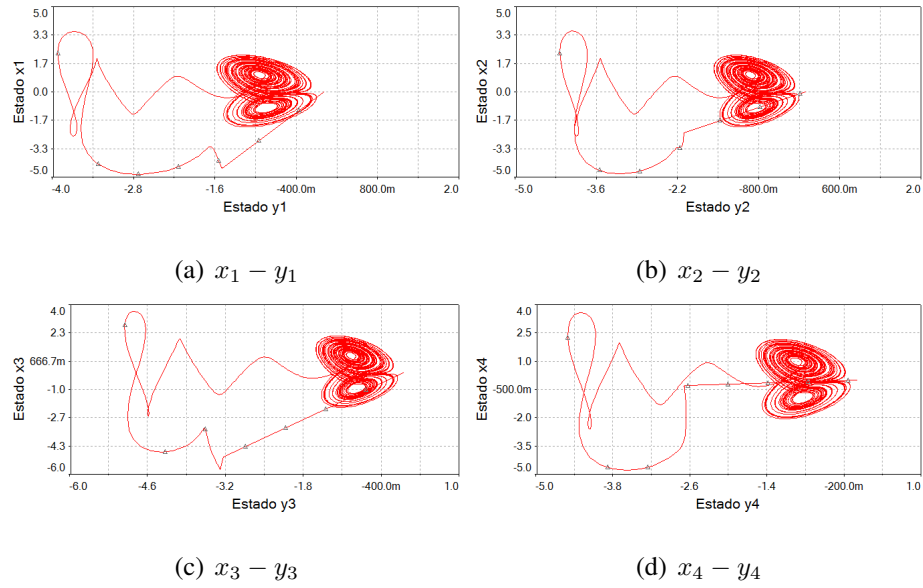 5.0
3.3
1.7
0.0
-1.7
-3.3
-5.0
Estado x1
-4.0 -2.8 -1.6 -400.0m 800.0m 2.0
Estado y1
(a) x₁ − y₁
5.0
3.3
1.7
0.0
-1.7
-3.3
-5.0
Estado x2
-5.0 -3.6 -2.2 -800.0m 600.0m 2.0
Estado y2
(b) x₂ − y₂
4.0
2.3
666.7m
-1.0
-2.7
-4.3
-6.0
Estado x3
-6.0 -4.6 -3.2 -1.8 -400.0m 1.0
Estado y3
(c) x₃ − y₃
4.0
2.5
1.0
-500.0m
-2.0
-3.5
-5.0
Estado x4
-5.0 -3.8 -2.6 -1.4 -200.0m 1.0
Estado y4
(d) x₄ − y₄